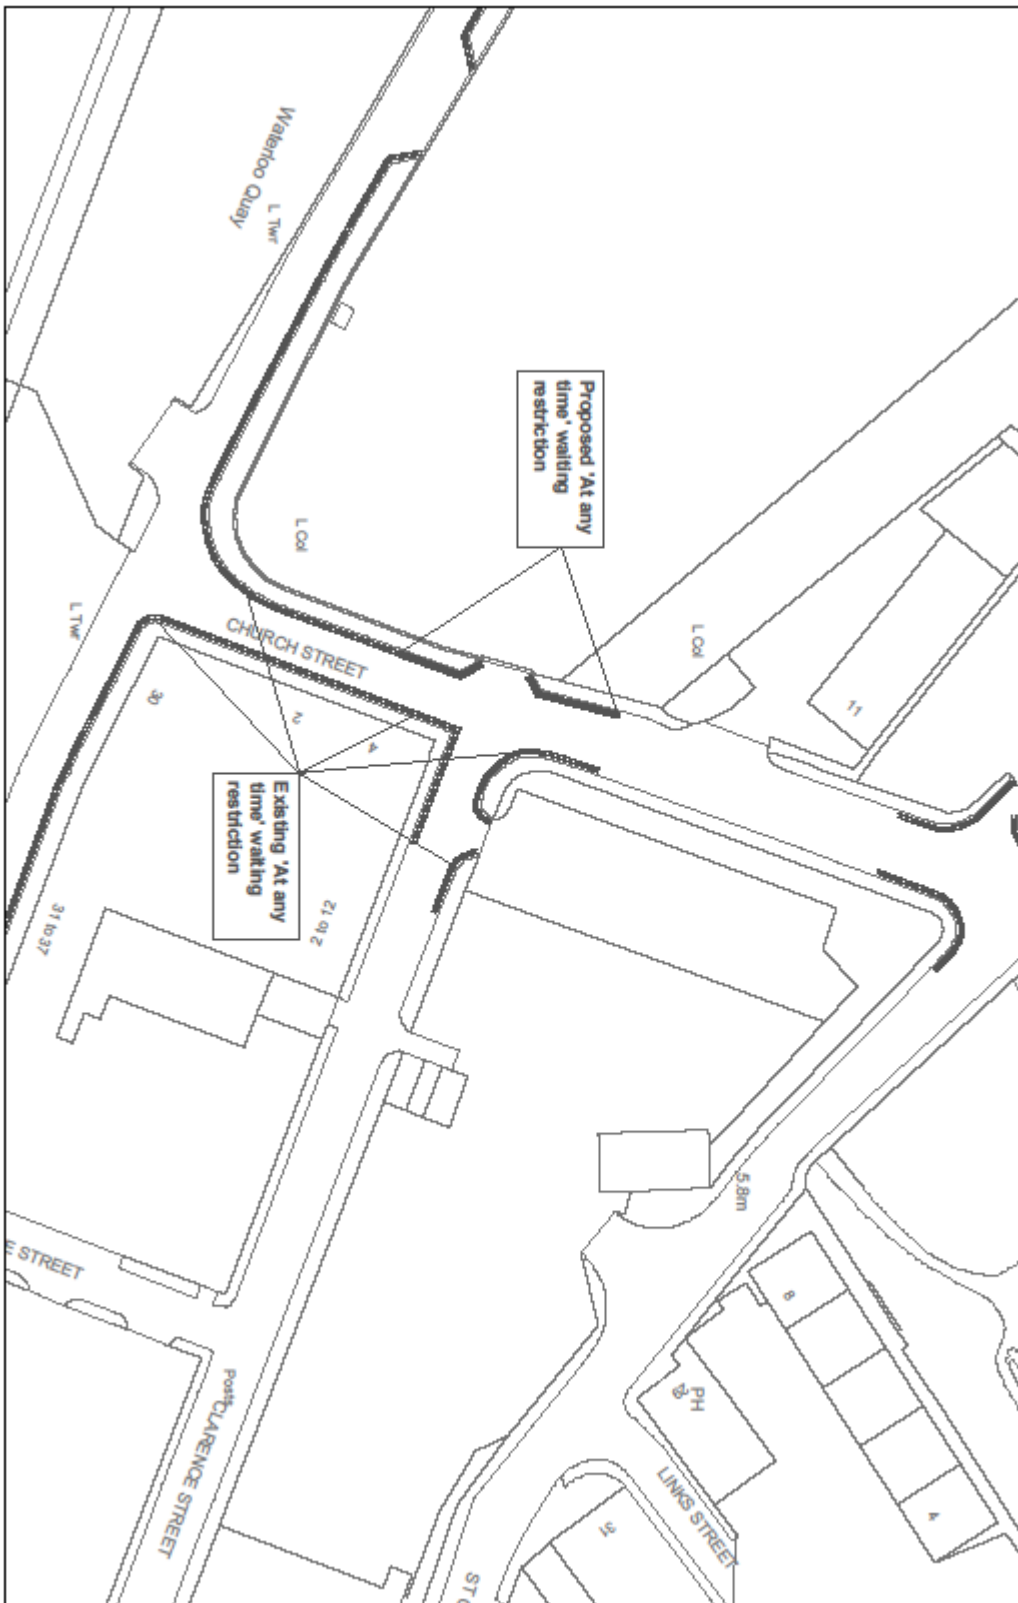 Waterloo Quay
L Twr
L Col
Proposed 'At any
time' waiting
restriction
L Col
11
L Twr
CHURCH STREET
30
2
4
Existing 'At any
time' waiting
restriction
2 to 12
31 to 37
5.8m
E STREET
8
PH
29
4
Posts
CLARENCE STREET
LINKS STREET
31
ST C